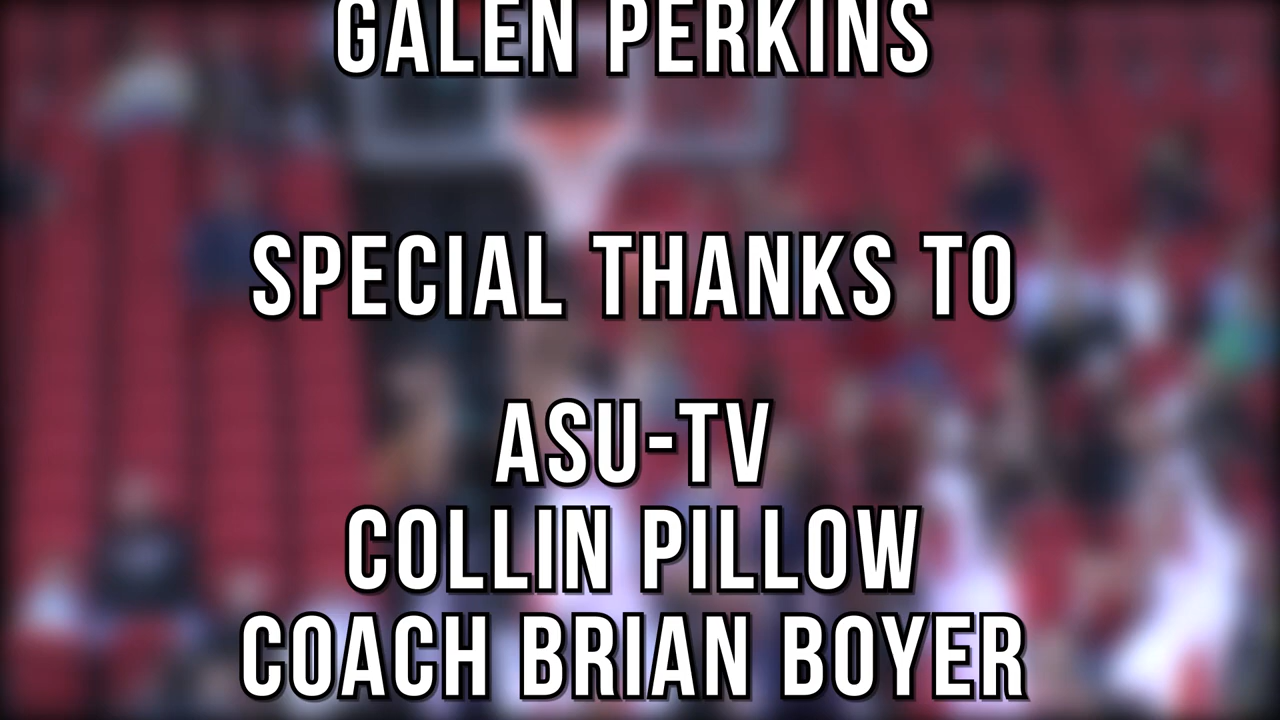 GALEN PERKINS
SPECIAL THANKS TO
ASU-TV
COLLIN PILLOW
COACH BRIAN BOYER